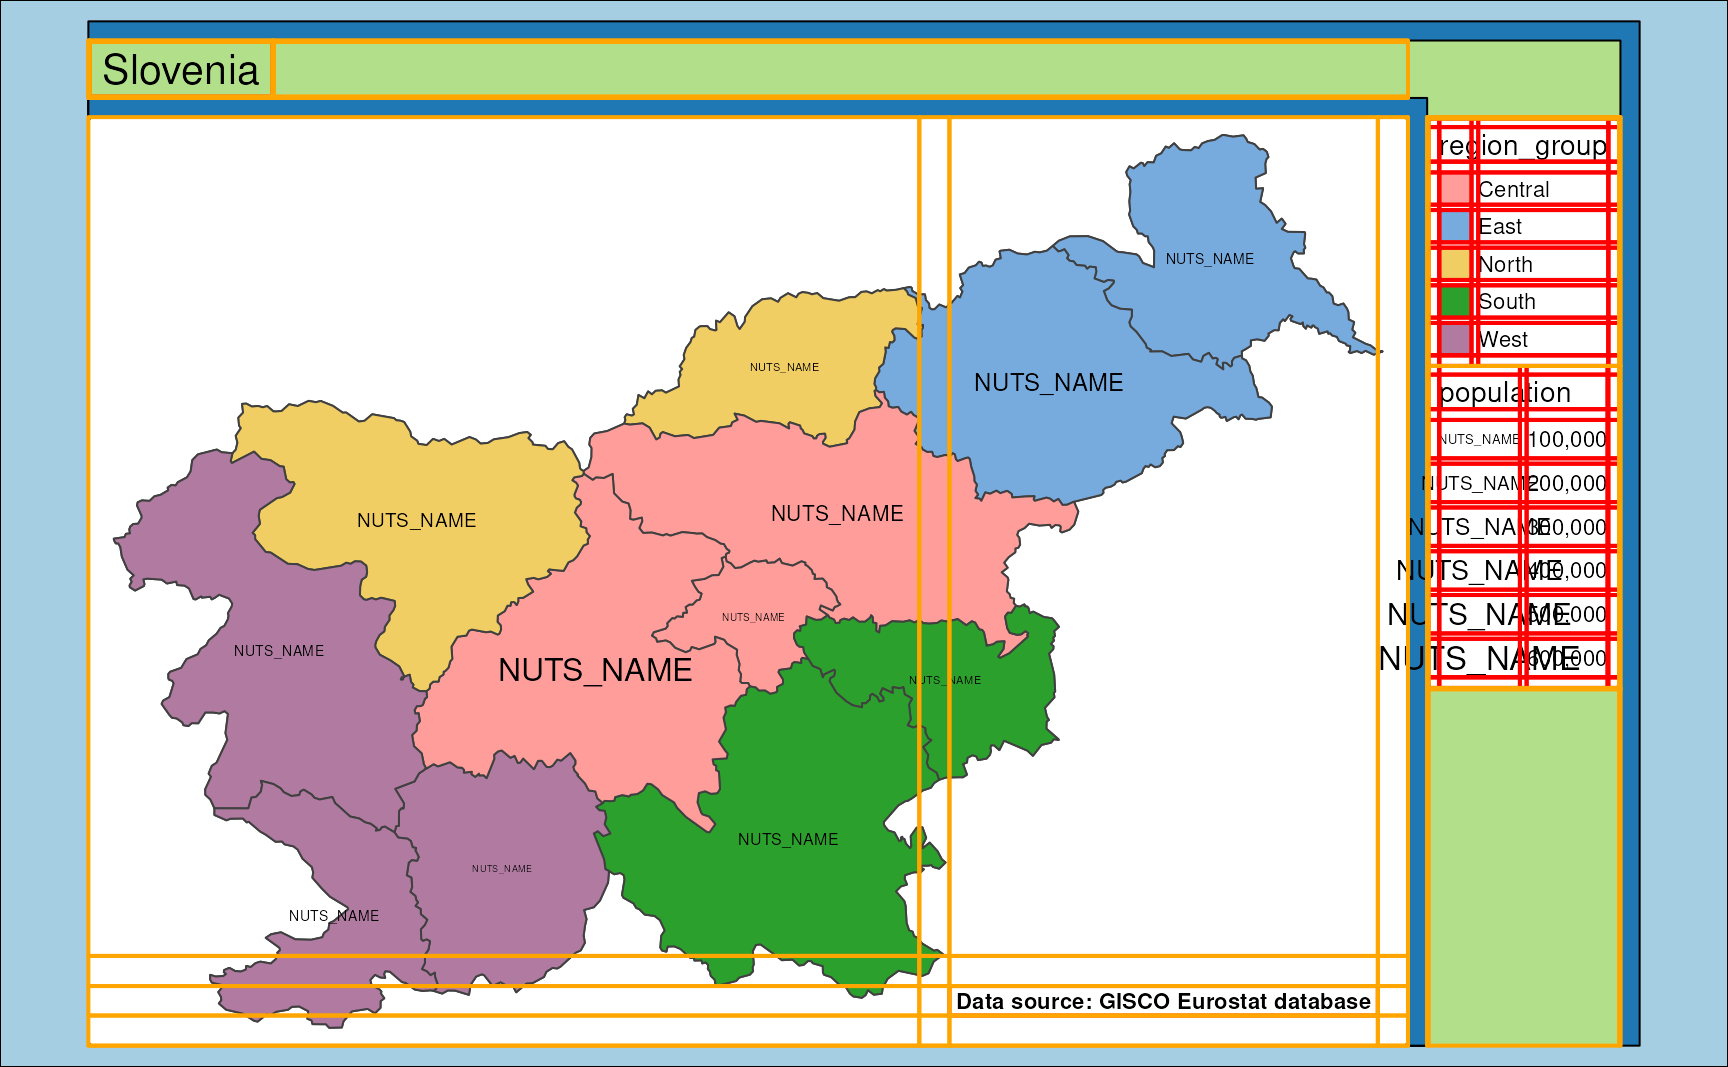 Slovenia
region_group
Central
East
North
South
West
population
NUTS_NAME 100,000
NUTS_NAME 200,000
NUTS_NAME 300,000
NUTS_NAME 400,000
NUTS_NAME 500,000
NUTS_NAME 600,000
NUTS_NAME
NUTS_NAME
NUTS_NAME
NUTS_NAME
NUTS_NAME
NUTS_NAME
NUTS_NAME
NUTS_NAME
NUTS_NAME
NUTS_NAME
NUTS_NAME
NUTS_NAME
Data source: GISCO Eurostat database